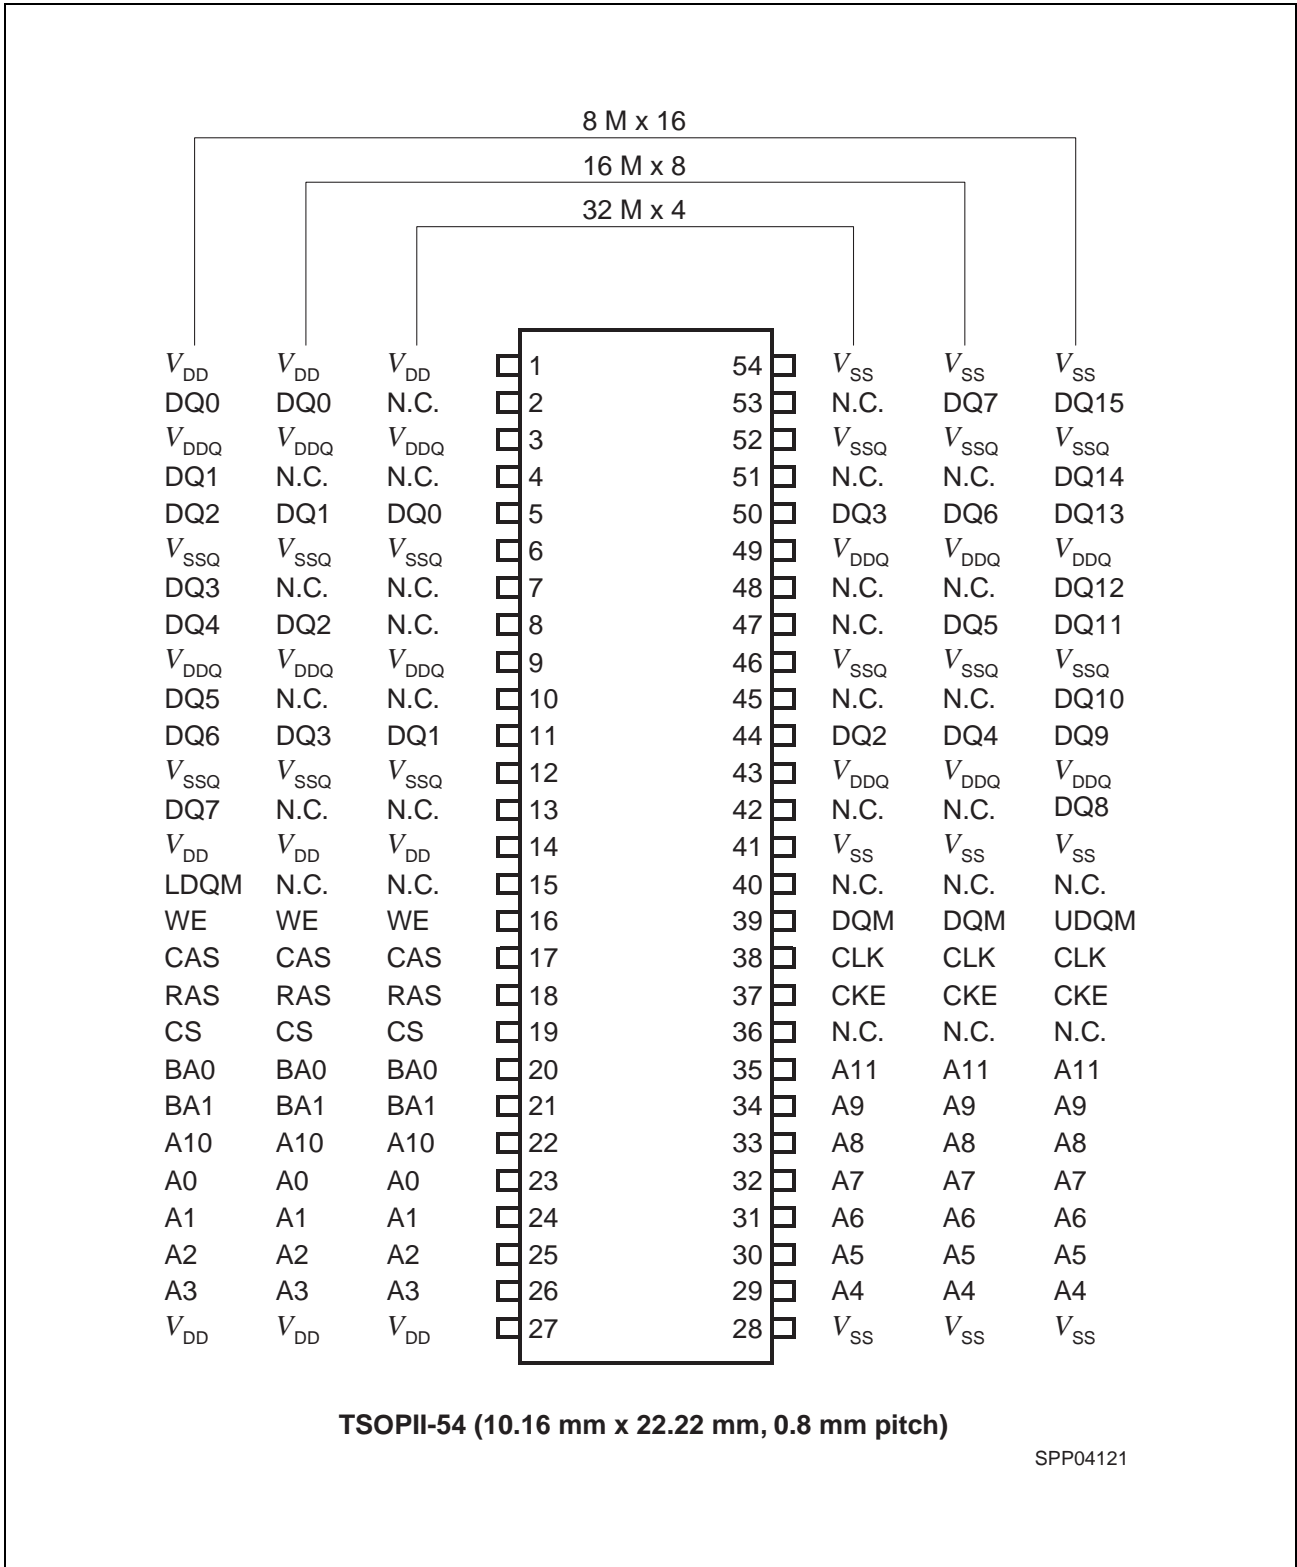 8 M x 16
16 M x 8
32 M x 4
VDD VDD VDD 1 54 VSS VSS VSS
DQ0 DQ0 N.C. 2 53 N.C. DQ7 DQ15
VDDQ VDDQ VDDQ 3 52 VSSQ VSSQ VSSQ
DQ1 N.C. N.C. 4 51 N.C. N.C. DQ14
DQ2 DQ1 DQ0 5 50 DQ3 DQ6 DQ13
VSSQ VSSQ VSSQ 6 49 VDDQ VDDQ VDDQ
DQ3 N.C. N.C. 7 48 N.C. N.C. DQ12
DQ4 DQ2 N.C. 8 47 N.C. DQ5 DQ11
VDDQ VDDQ VDDQ 9 46 VSSQ VSSQ VSSQ
DQ5 N.C. N.C. 10 45 N.C. N.C. DQ10
DQ6 DQ3 DQ1 11 44 DQ2 DQ4 DQ9
VSSQ VSSQ VSSQ 12 43 VDDQ VDDQ VDDQ
DQ7 N.C. N.C. 13 42 N.C. N.C. DQ8
VDD VDD VDD 14 41 VSS VSS VSS
LDQM N.C. N.C. 15 40 N.C. N.C. N.C.
WE WE WE 16 39 DQM DQM UDQM
CAS CAS CAS 17 38 CLK CLK CLK
RAS RAS RAS 18 37 CKE CKE CKE
CS CS CS 19 36 N.C. N.C. N.C.
BA0 BA0 BA0 20 35 A11 A11 A11
BA1 BA1 BA1 21 34 A9 A9 A9
A10 A10 A10 22 33 A8 A8 A8
A0 A0 A0 23 32 A7 A7 A7
A1 A1 A1 24 31 A6 A6 A6
A2 A2 A2 25 30 A5 A5 A5
A3 A3 A3 26 29 A4 A4 A4
VDD VDD VDD 27 28 VSS VSS VSS
TSOPII-54 (10.16 mm x 22.22 mm, 0.8 mm pitch)
SPP04121